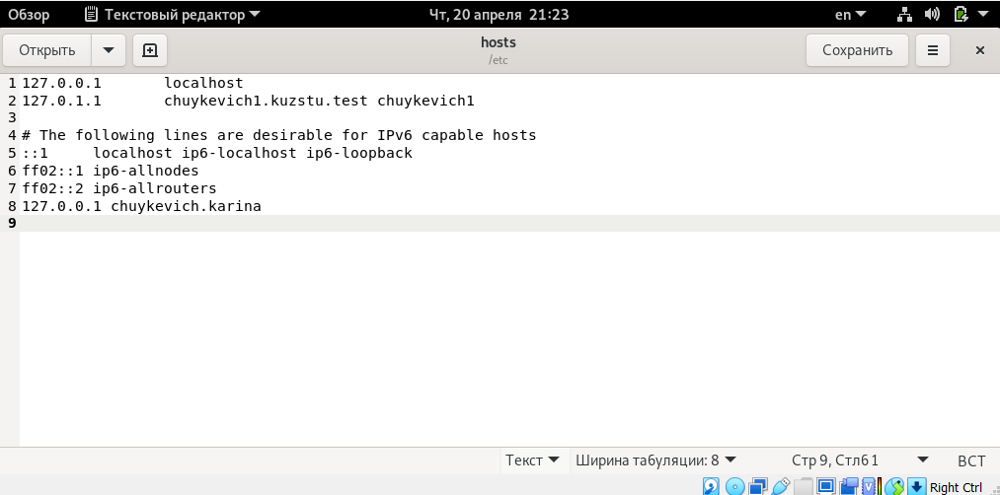 Обзор Текстовый редактор Чт, 20 апреля 21:23 en
Открыть hosts Сохранить
/etc
1 127.0.0.1 localhost
2 127.0.1.1 chuykevich1.kuzstu.test chuykevich1
3
4 # The following lines are desirable for IPv6 capable hosts
5 ::1 localhost ip6-localhost ip6-loopback
6 ff02::1 ip6-allnodes
7 ff02::2 ip6-allrouters
8 127.0.0.1 chuykevich.karina
9
Текст Ширина табуляции: 8 Стр 9, Стлб 1 ВСТ
Right Ctrl